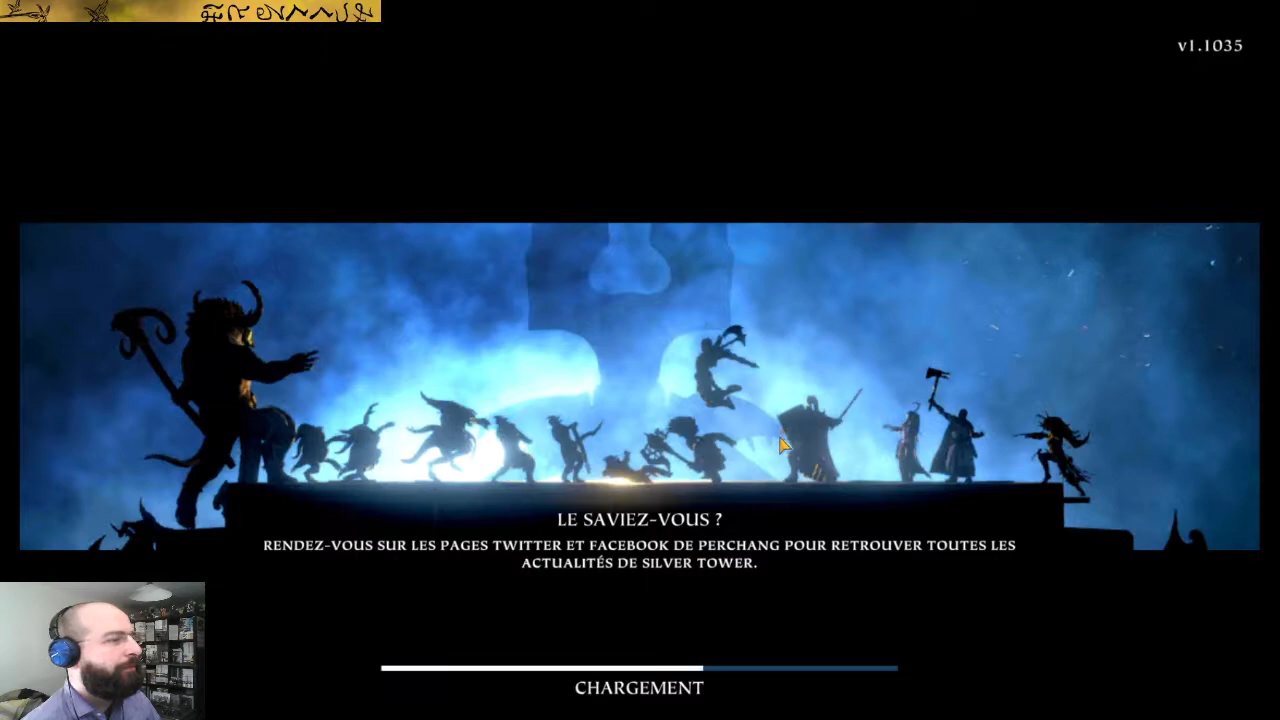 v1.1035
LE SAVIEZ-VOUS ?
RENDEZ-VOUS SUR LES PAGES TWITTER ET FACEBOOK DE PERCHANG POUR RETROUVER TOUTES LES
ACTUALITÉS DE SILVER TOWER.
CHARGEMENT